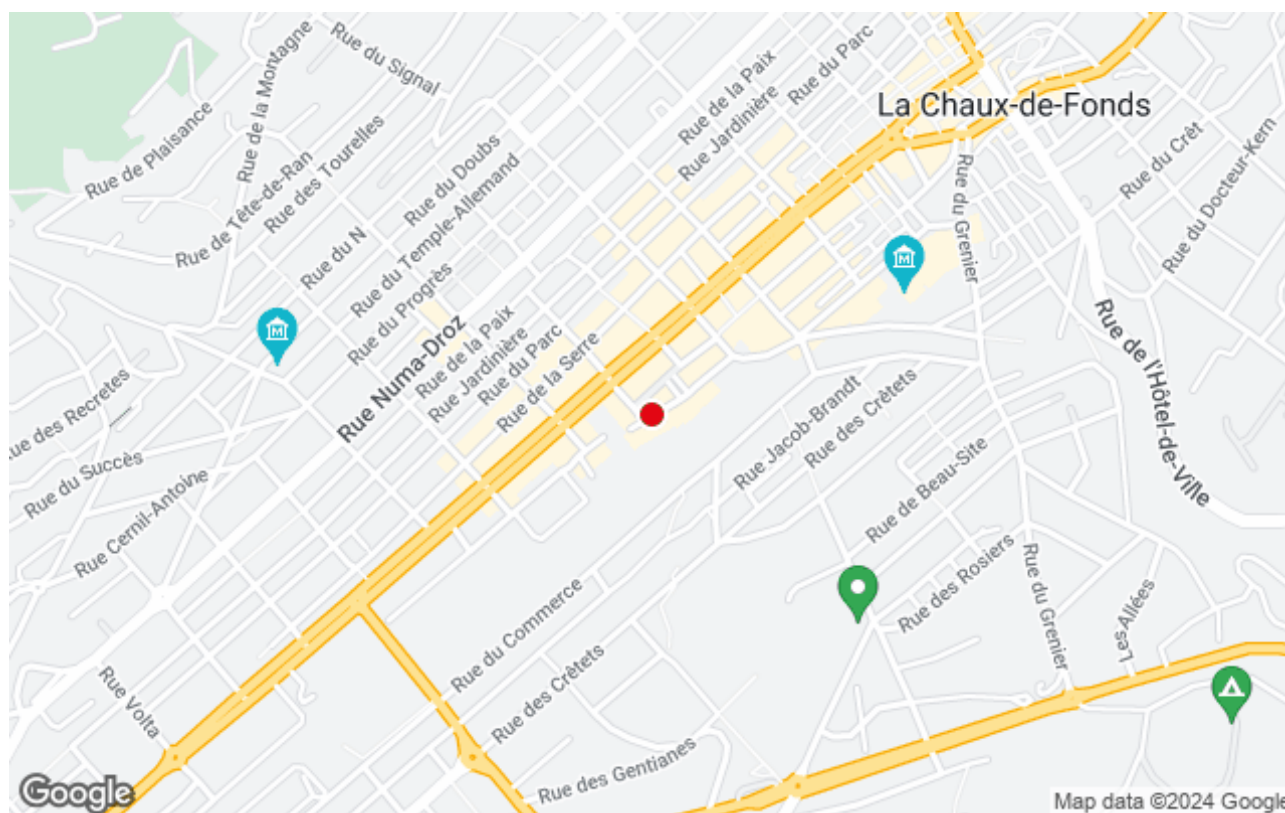 Rue du Signal
Rue de la Montagne
Rue de Plaisance
Rue de la Paix
Rue du Parc
Rue Jardinière
La Chaux-de-Fonds
Rue du Crêt
Rue du Docteur-Kern
Rue du Grenier
Rue de Tête-de-Ran
Rue des Tourelles
Rue du Doubs
Rue du Temple-Allemand
Rue du N
Rue du Progrès
Rue Numa-Droz
Rue de la Paix
Rue Jardinière
Rue du Parc
Rue de la Serre
Rue de l'Hôtel-de-Ville
ue des Recretes
Rue du Succès
Rue Cernil-Antoine
Rue Jacob-Brandt
Rue des Crêtets
Rue de Beau-Site
Rue des Rosiers
Rue du Grenier
Les-Allées
Rue du Commerce
Rue des Crêtets
Rue Volta
Rue des Gentianes
Google
Map data ©2024 Google